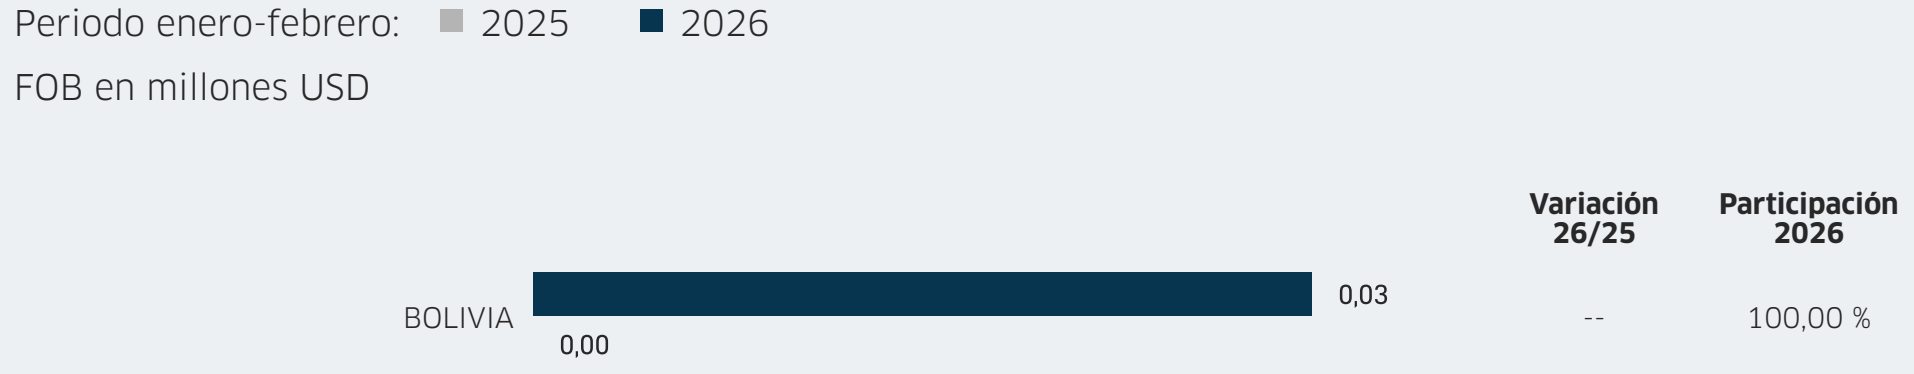 Periodo enero-febrero: 2025 2026
FOB en millones USD
Variación 26/25
Participación 2026
BOLIVIA 0,03 -- 100,00 %
0,00